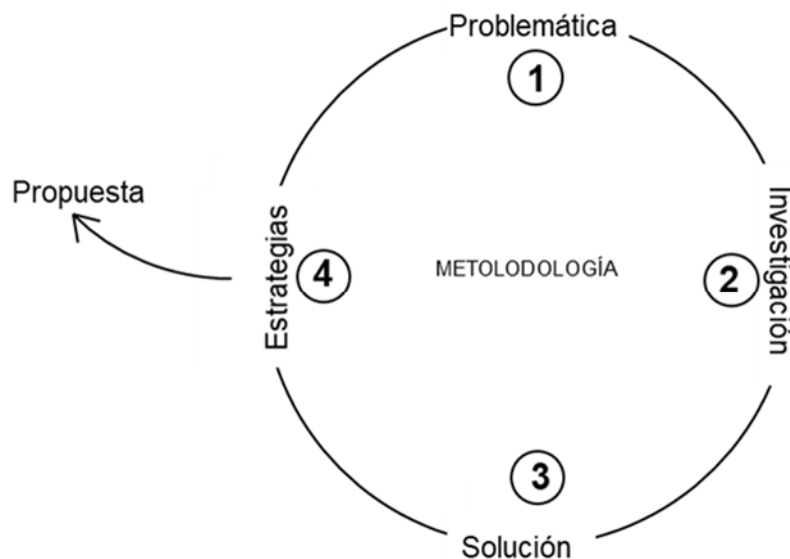 Problemática
1
Propuesta
Estrategias
4
METOLODOLOGÍA
2
Investigación
3
Solución